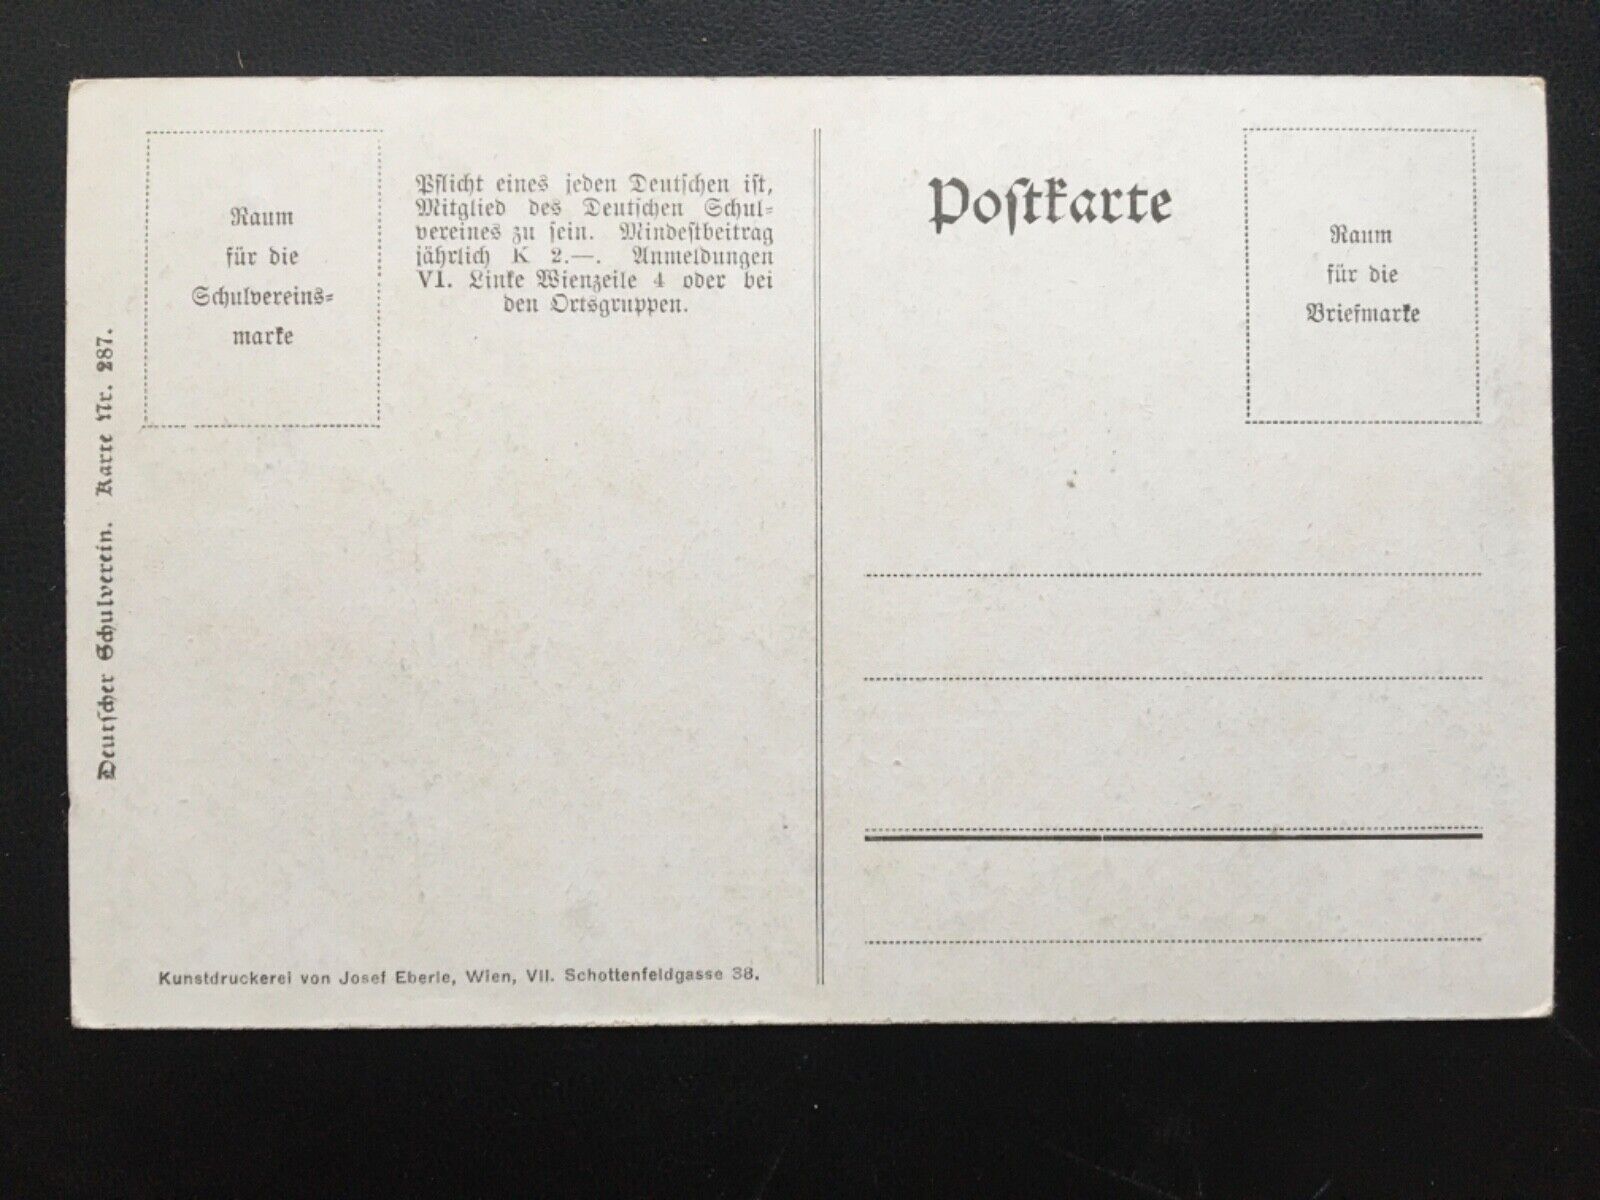 Raum
für die
Schulvereins=
marke
Pflicht eines jeden Deutschen ist,
Mitglied des Deutschen Schul=
vereines zu sein. Mindestbeitrag
jährlich K 2.—. Anmeldungen
VI. Linke Wienzeile 4 oder bei
den Ortsgruppen.
Deutscher Schulverein. Karte Nr. 287.
Kunstdruckerei von Josef Eberle, Wien, VII. Schottenfeldgasse 38.
Postkarte
Raum
für die
Briefmarke